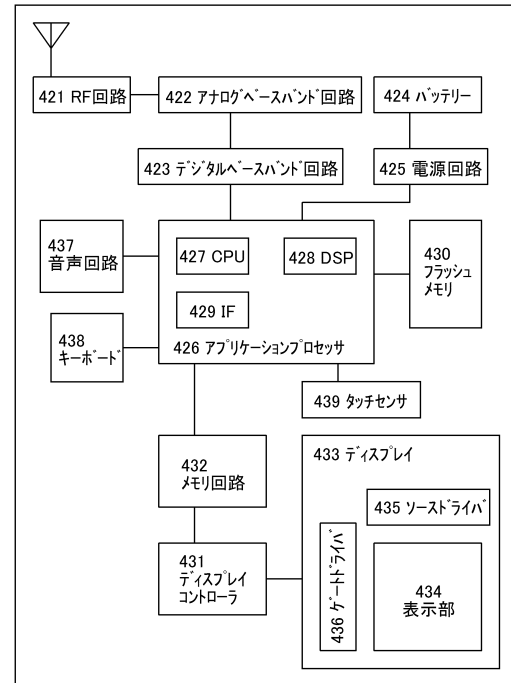 421 RF回路
422 アナログベースバンド回路
424 バッテリー
423 デジタルベースバンド回路
425 電源回路
437
音声回路
427 CPU
428 DSP
430
フラッシュ
メモリ
429 IF
438
キーボード
426 アプリケーションプロセッサ
439 タッチセンサ
432
メモリ回路
433 ディスプレイ
435 ソースドライバ
431
ディスプレイ
コントローラ
436 ゲートドライバ
434
表示部